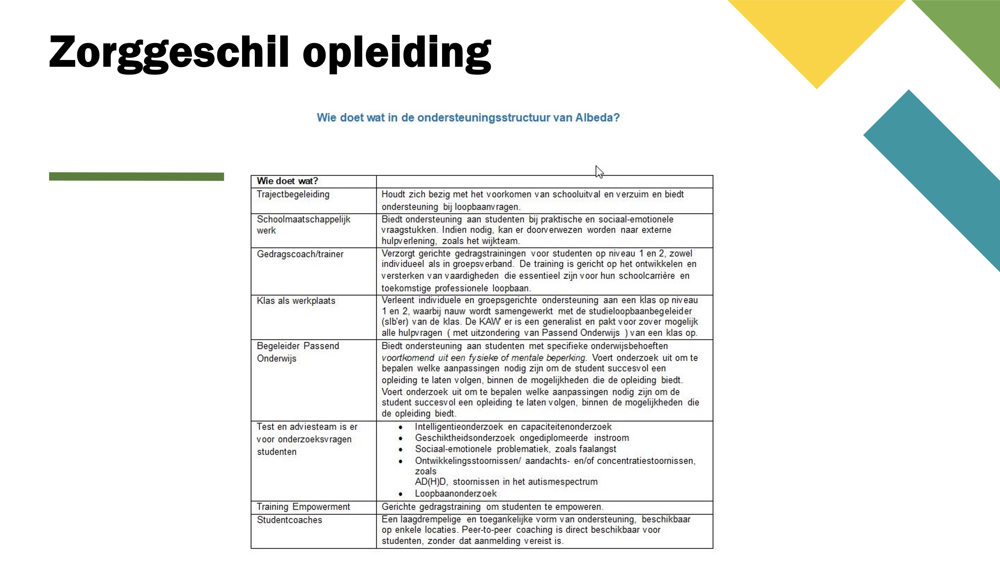 Zorggeschil opleiding
Wie doet wat in de ondersteuningsstructuur van Albeda?
Wie doet wat?
Trajectbegeleiding
Houdt zich bezig met het voorkomen van schooluitval en verzuim en biedt
ondersteuning bij loopbaanvragen.
Schoolmaatschappelijk
werk
Biedt ondersteuning aan studenten bij praktische en sociaal-emotionele
vraagstukken. Indien nodig, kan er doorverwezen worden naar externe
hulpverlening, zoals het wijkteam.
Gedragscoach/trainer
Verzorgt gerichte gedragstrainingen voor studenten op niveau 1 en 2, zowel
individueel als in groepsverband. De training is gericht op het ontwikkelen en
versterken van vaardigheden die essentieel zijn voor hun schoolcarrière en
toekomstige professionele loopbaan.
Klas als werkplaats
Verleent individuele en groepsgerichte ondersteuning aan een klas op niveau
1 en 2, waarbij nauw wordt samengewerkt met de studieloopbaanbegeleider
(slb'er) van de klas. De KAW' er is een generalist en pakt voor zover mogelijk
alle hulpvragen ( met uitzondering van Passend Onderwijs ) van een klas op.
Begeleider Passend
Onderwijs
Biedt ondersteuning aan studenten met specifieke onderwijsbehoeften
voortkomend uit een fysieke of mentale beperking. Voert onderzoek uit om te
bepalen welke aanpassingen nodig zijn om de student succesvol een
opleiding te laten volgen, binnen de mogelijkheden die de opleiding biedt.
Voert onderzoek uit om te bepalen welke aanpassingen nodig zijn om de
student succesvol een opleiding te laten volgen, binnen de mogelijkheden die
de opleiding biedt.
Test en adviesteam is er
voor onderzoeksvragen
studenten
• Intelligentieonderzoek en capaciteitenonderzoek
• Geschiktheidsonderzoek ongediplomeerde instroom
• Sociaal-emotionele problematiek, zoals faalangst
• Ontwikkelingsstoornissen/ aandachts- en/of concentratiestoornissen,
zoals
AD(H)D, stoornissen in het autismespectrum
• Loopbaanonderzoek
Training Empowerment
Gerichte gedragstraining om studenten te empoweren.
Studentcoaches
Een laagdrempelige en toegankelijke vorm van ondersteuning, beschikbaar
op enkele locaties. Peer-to-peer coaching is direct beschikbaar voor
studenten, zonder dat aanmelding vereist is.